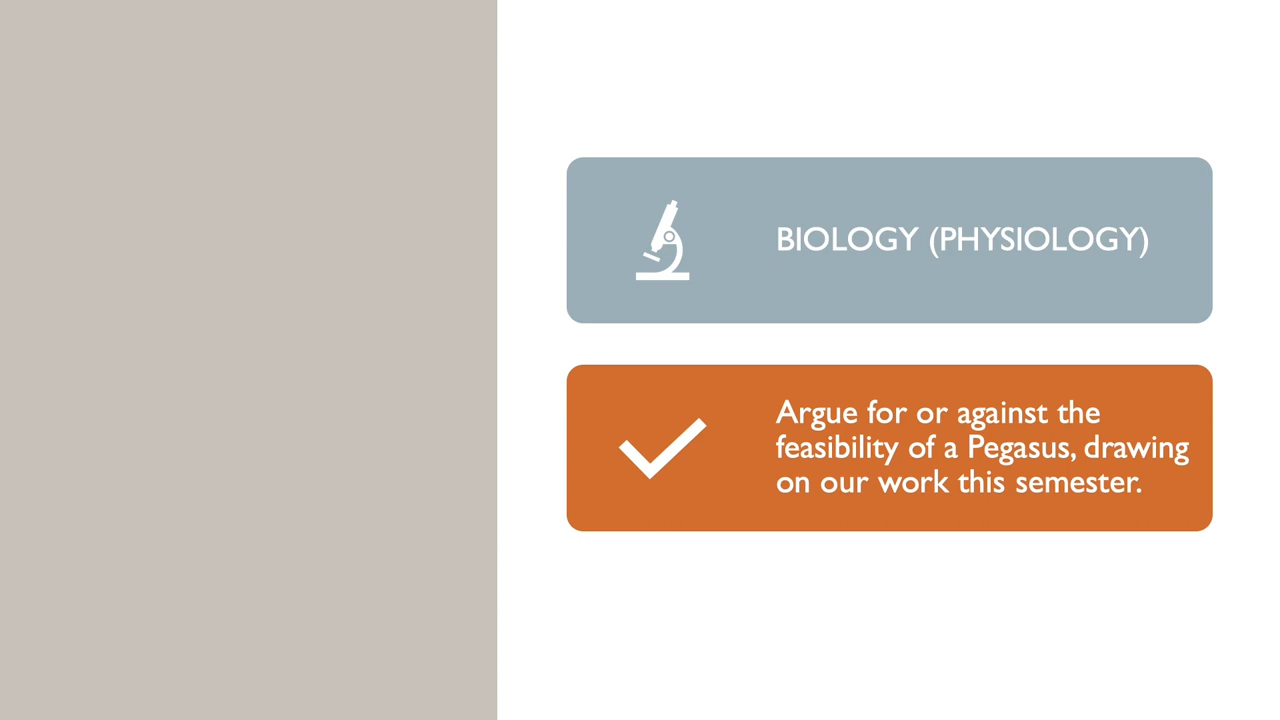 BIOLOGY (PHYSIOLOGY)
Argue for or against the
feasibility of a Pegasus, drawing
on our work this semester.